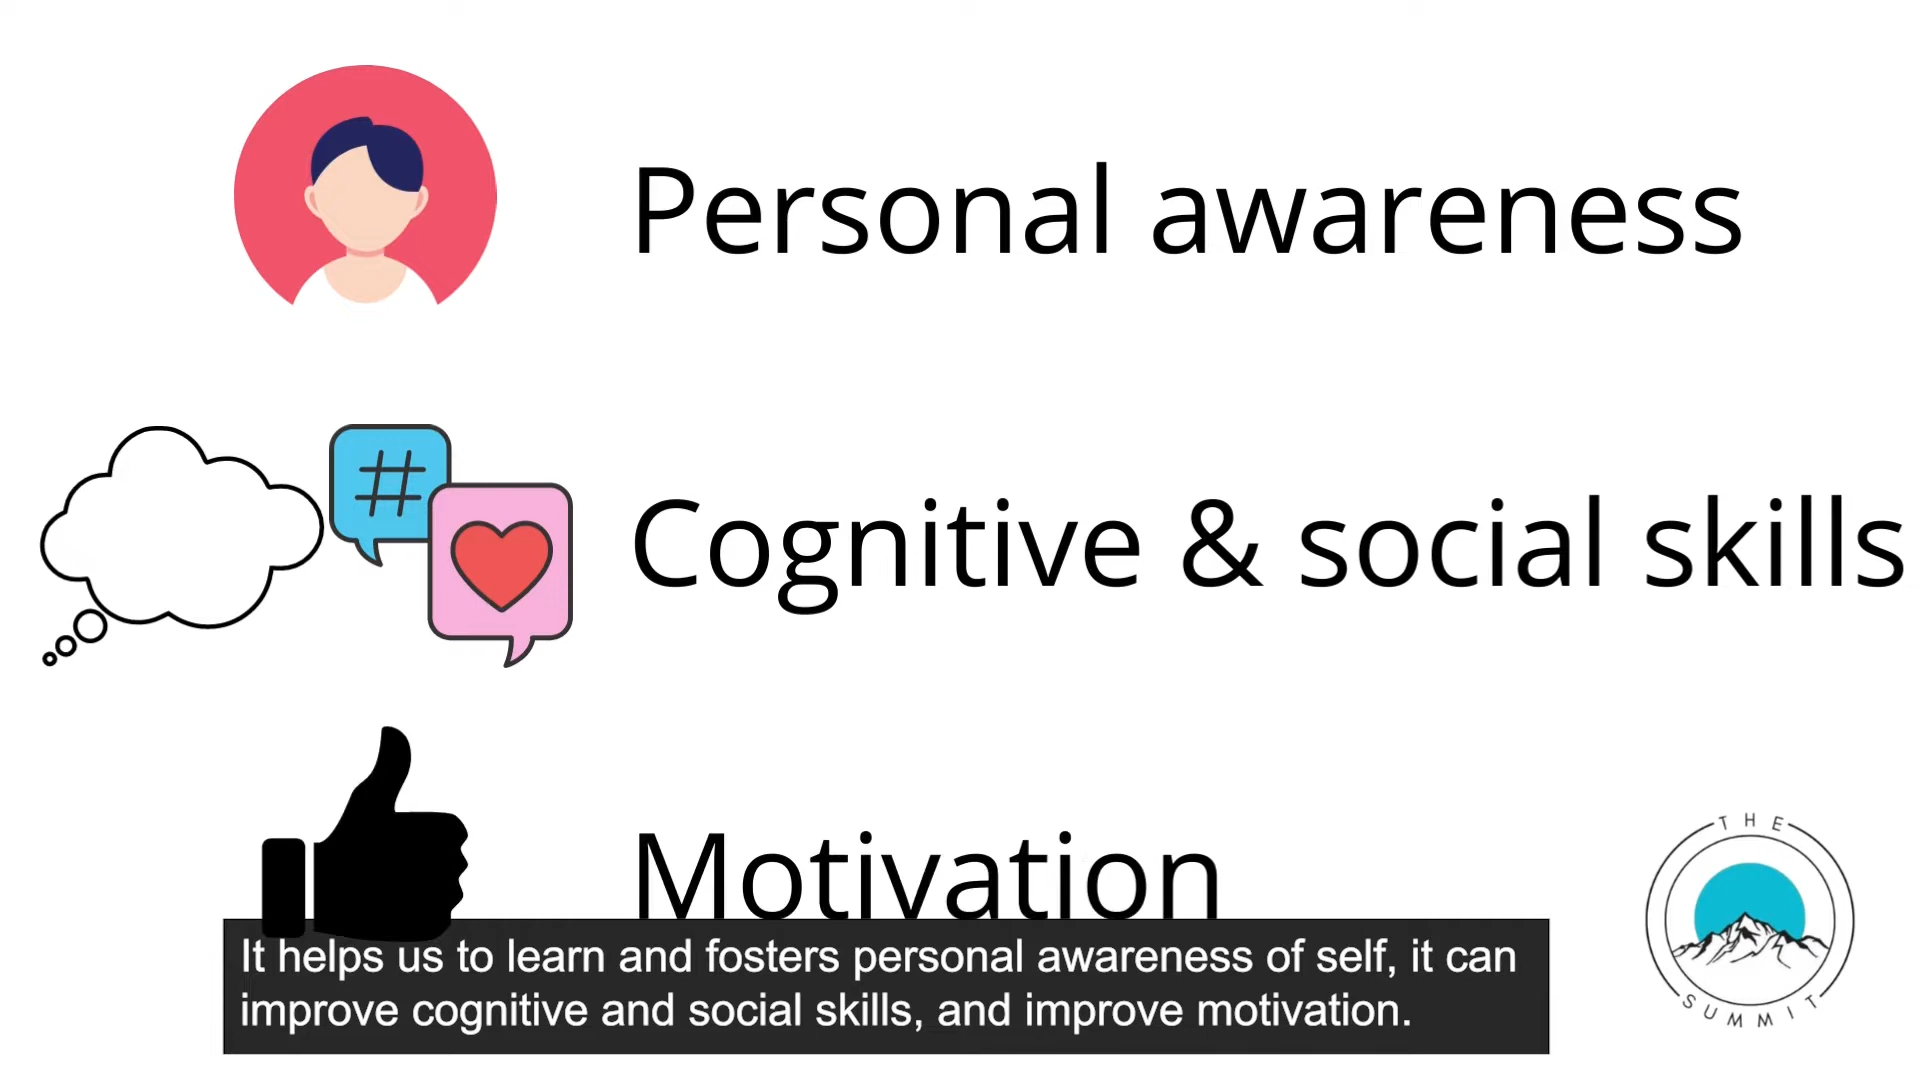 Personal awareness
#
Cognitive & social skills
Motivation
THE
SUMMIT
It helps us to learn and fosters personal awareness of self, it can
improve cognitive and social skills, and improve motivation.